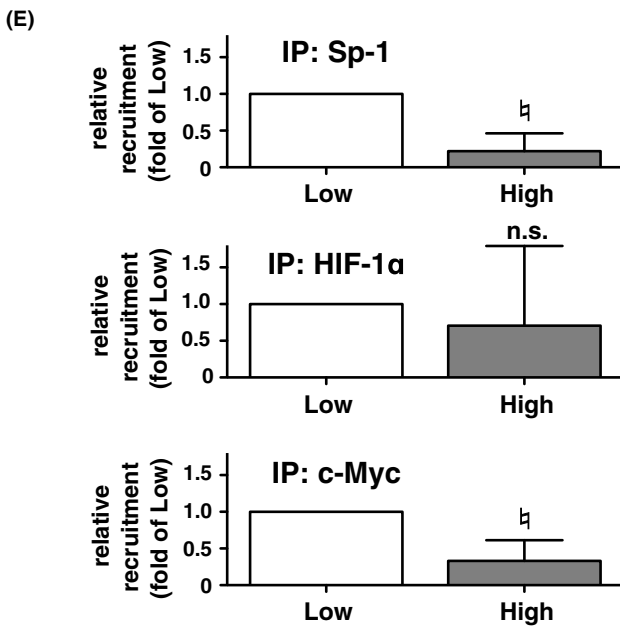 (E)
IP: Sp-1
relative
recruitment
(fold of Low)
1.5
1.0
0.5
0
♮
Low
High
IP: HIF-1α
n.s.
relative
recruitment
(fold of Low)
1.5
1.0
0.5
0
Low
High
IP: c-Myc
relative
recruitment
(fold of Low)
1.5
1.0
0.5
0
♮
Low
High